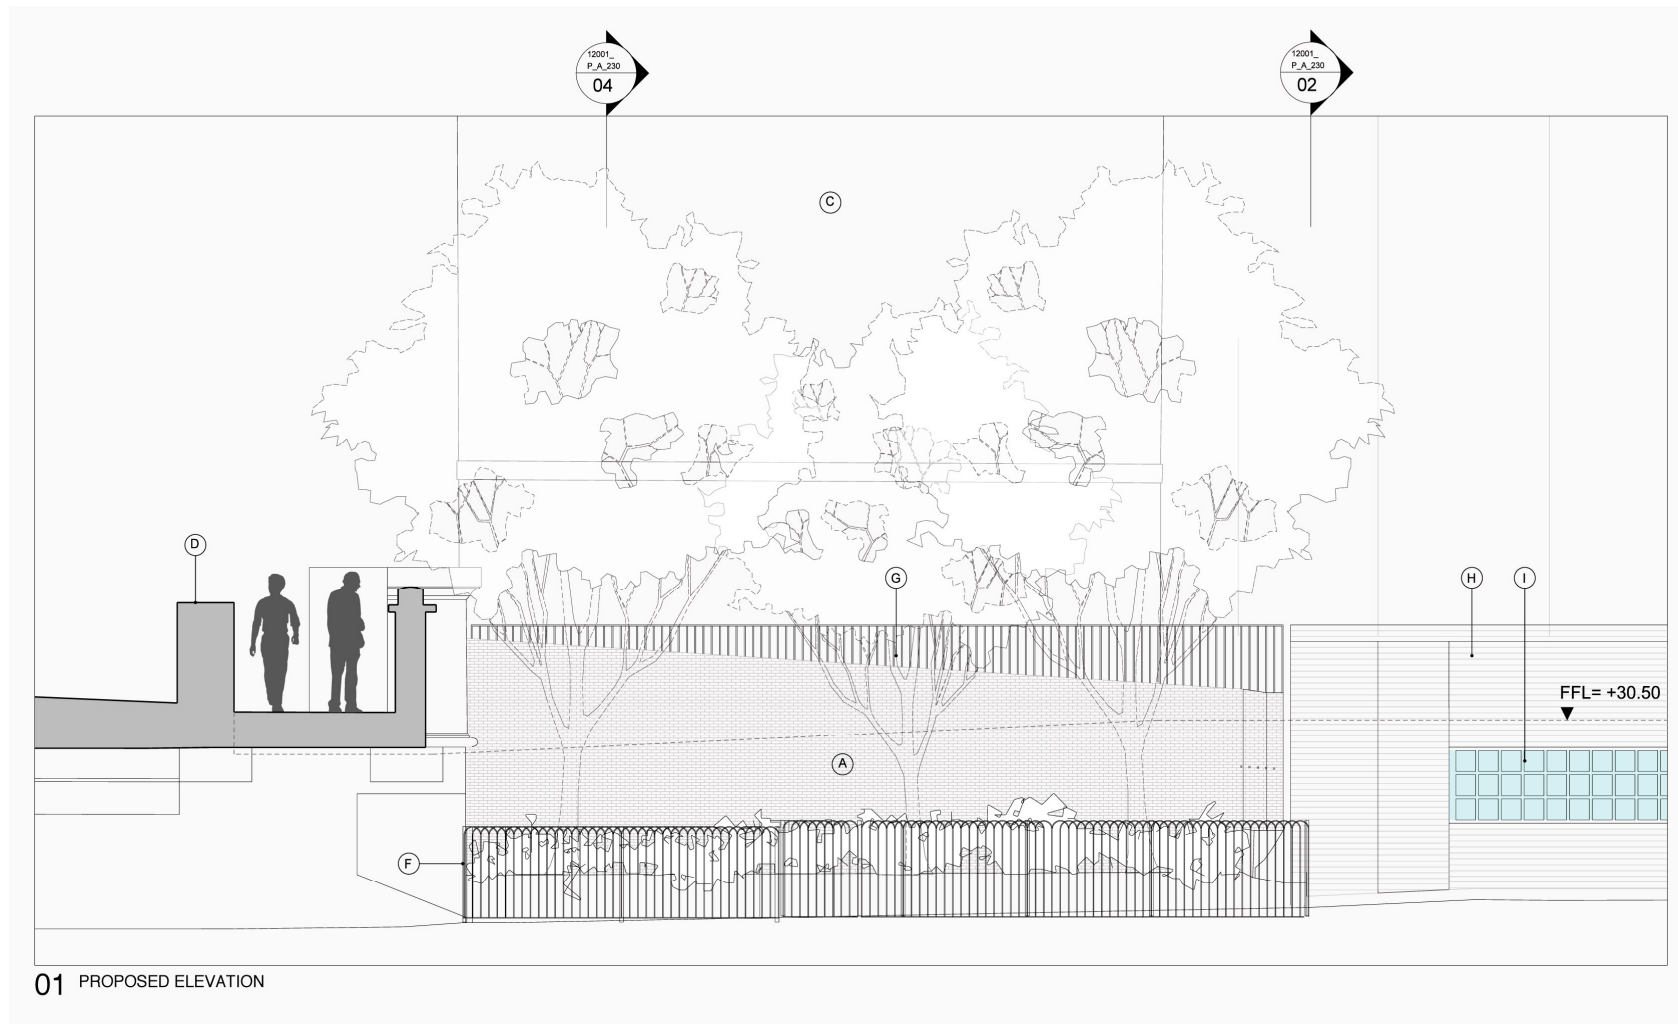 12001_
P_A_230
04
12001_
P_A_230
02
C
D
G
H
I
FFL= +30.50
A
F
01 PROPOSED ELEVATION